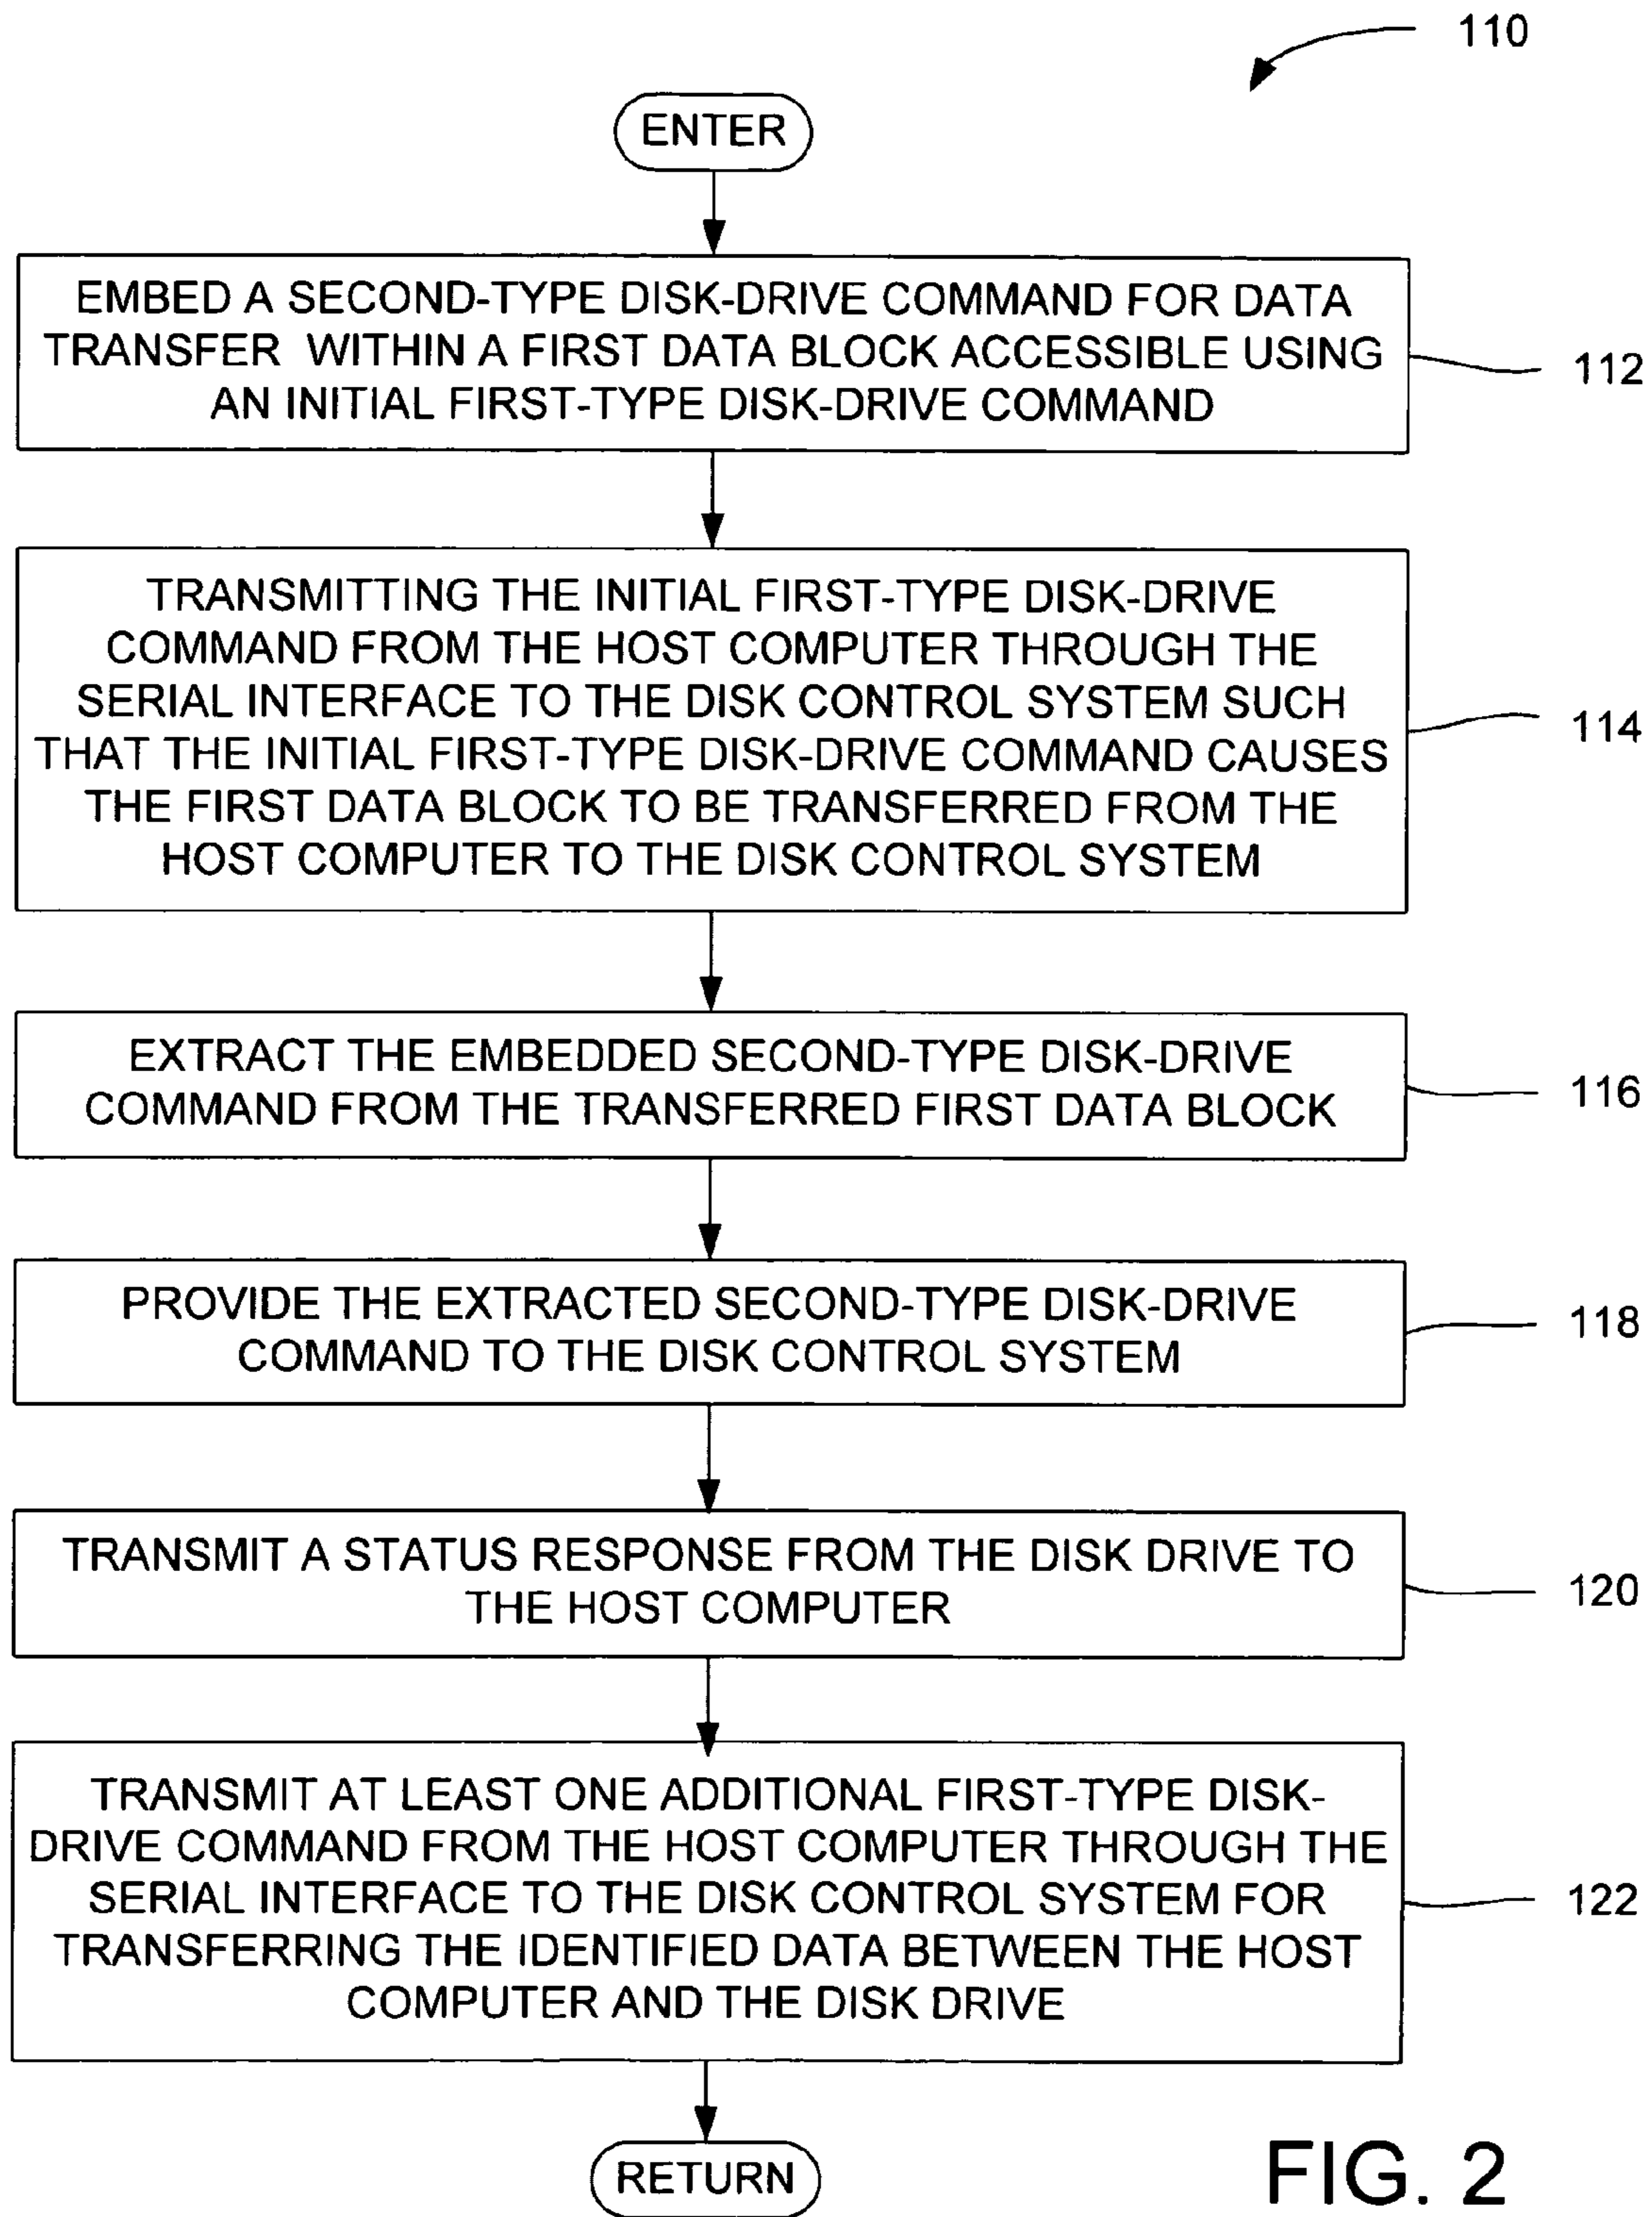 110
ENTER
EMBED A SECOND-TYPE DISK-DRIVE COMMAND FOR DATA
TRANSFER WITHIN A FIRST DATA BLOCK ACCESSIBLE USING
AN INITIAL FIRST-TYPE DISK-DRIVE COMMAND
112
TRANSMITTING THE INITIAL FIRST-TYPE DISK-DRIVE
COMMAND FROM THE HOST COMPUTER THROUGH THE
SERIAL INTERFACE TO THE DISK CONTROL SYSTEM SUCH
THAT THE INITIAL FIRST-TYPE DISK-DRIVE COMMAND CAUSES
THE FIRST DATA BLOCK TO BE TRANSFERRED FROM THE
HOST COMPUTER TO THE DISK CONTROL SYSTEM
114
EXTRACT THE EMBEDDED SECOND-TYPE DISK-DRIVE
COMMAND FROM THE TRANSFERRED FIRST DATA BLOCK
116
PROVIDE THE EXTRACTED SECOND-TYPE DISK-DRIVE
COMMAND TO THE DISK CONTROL SYSTEM
118
TRANSMIT A STATUS RESPONSE FROM THE DISK DRIVE TO
THE HOST COMPUTER
120
TRANSMIT AT LEAST ONE ADDITIONAL FIRST-TYPE DISK-
DRIVE COMMAND FROM THE HOST COMPUTER THROUGH THE
SERIAL INTERFACE TO THE DISK CONTROL SYSTEM FOR
TRANSFERRING THE IDENTIFIED DATA BETWEEN THE HOST
COMPUTER AND THE DISK DRIVE
122
RETURN
FIG. 2